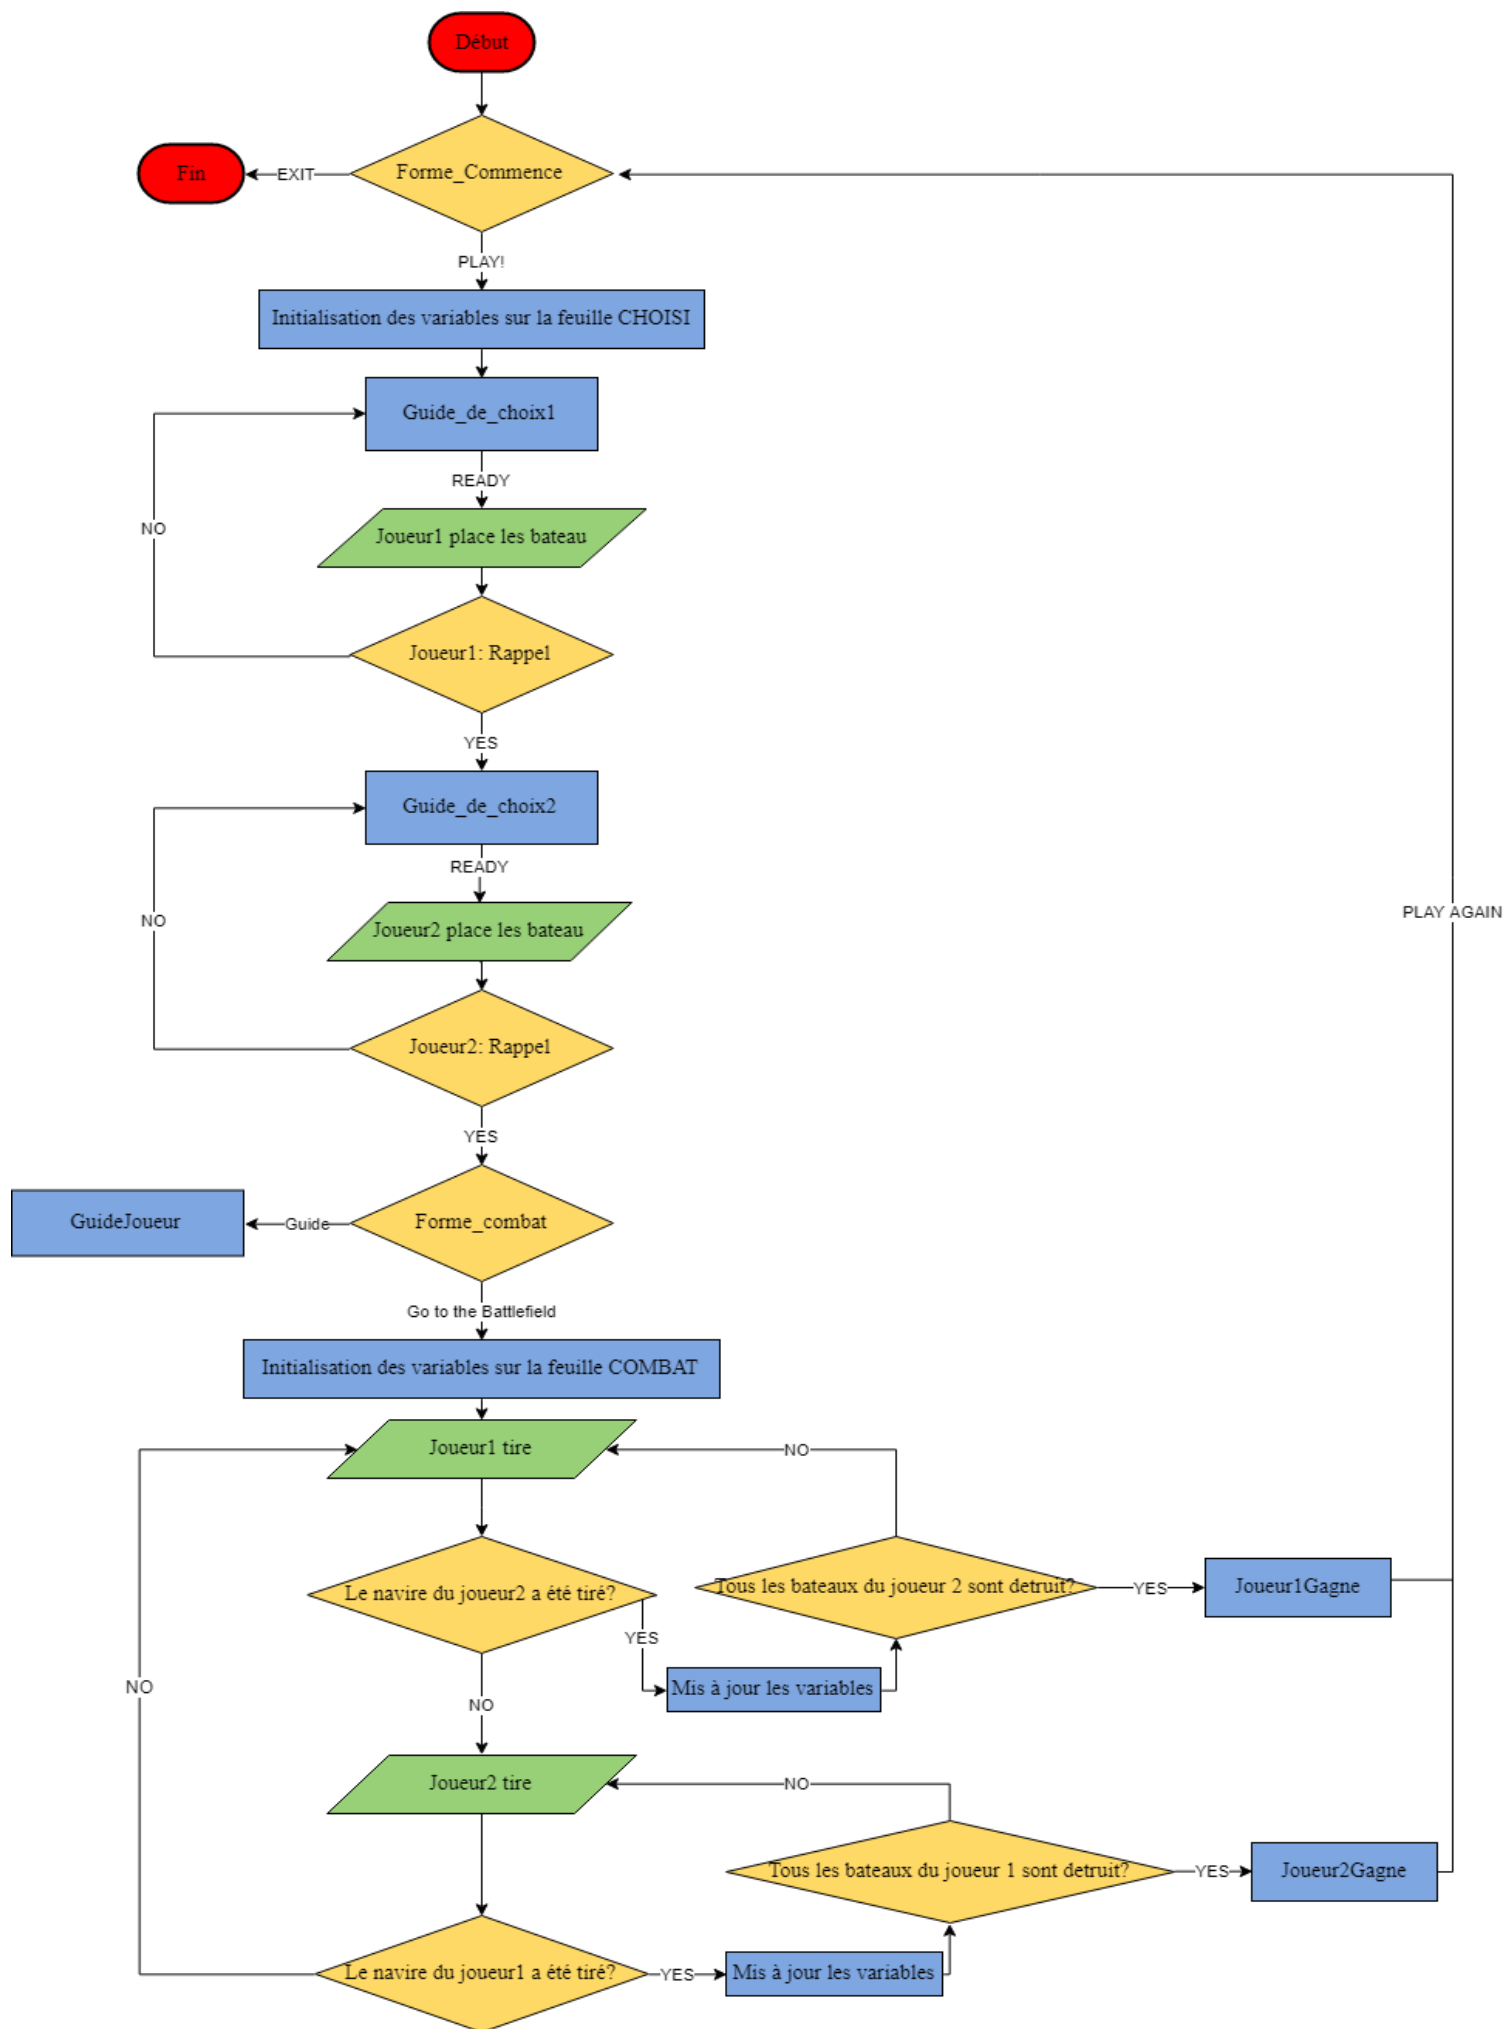 Début
Forme_Commence
EXIT
Fin
PLAY!
Initialisation des variables sur la feuille CHOISI
Guide_de_choix1
READY
NO
Joueur1 place les bateau
Joueur1: Rappel
YES
Guide_de_choix2
READY
NO
Joueur2 place les bateau
PLAY AGAIN
Joueur2: Rappel
YES
GuideJoueur
Guide
Forme_combat
Go to the Battlefield
Initialisation des variables sur la feuille COMBAT
Joueur1 tire
NO
Le navire du joueur2 a été tiré?
Tous les bateaux du joueur 2 sont detruit?
YES
Joueur1Gagne
YES
NO
Mis à jour les variables
NO
Joueur2 tire
NO
Tous les bateaux du joueur 1 sont detruit?
YES
Joueur2Gagne
Le navire du joueur1 a été tiré?
YES
Mis à jour les variables